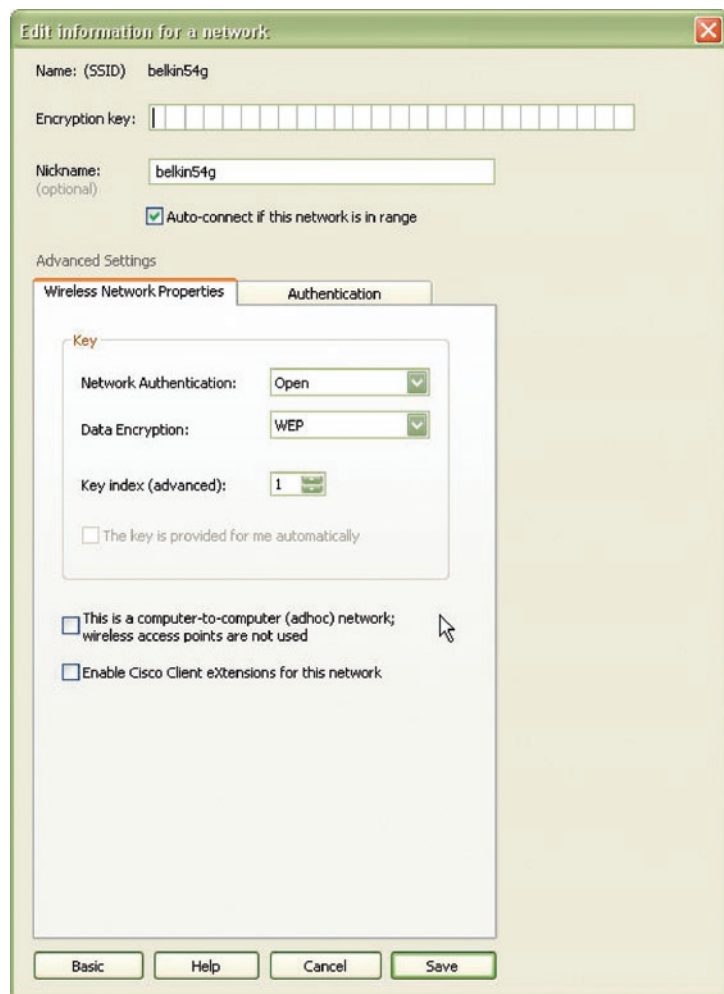 Edit information for a network
Name: (SSID) belkin54g
Encryption key:
Nickname: belkin54g
(optional)
Auto-connect if this network is in range
Advanced Settings
Wireless Network Properties Authentication
Key
Network Authentication: Open
Data Encryption: WEP
Key index (advanced): 1
The key is provided for me automatically
This is a computer-to-computer (adhoc) network;
wireless access points are not used
Enable Cisco Client eXtensions for this network
Basic Help Cancel Save